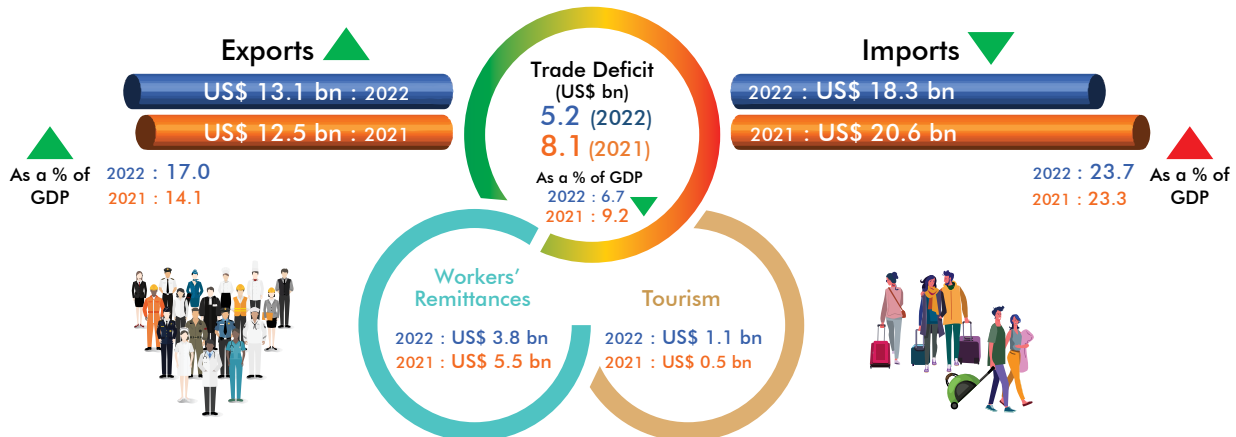 Exports
US$ 13.1 bn : 2022
US$ 12.5 bn : 2021
As a % of
GDP
2022 : 17.0
2021 : 14.1
Trade Deficit
(US$ bn)
5.2 (2022)
8.1 (2021)
As a % of GDP
2022 : 6.7
2021 : 9.2
Imports
2022 : US$ 18.3 bn
2021 : US$ 20.6 bn
2022 : 23.7
2021 : 23.3
As a % of
GDP
Workers’
Remittances
2022 : US$ 3.8 bn
2021 : US$ 5.5 bn
Tourism
2022 : US$ 1.1 bn
2021 : US$ 0.5 bn